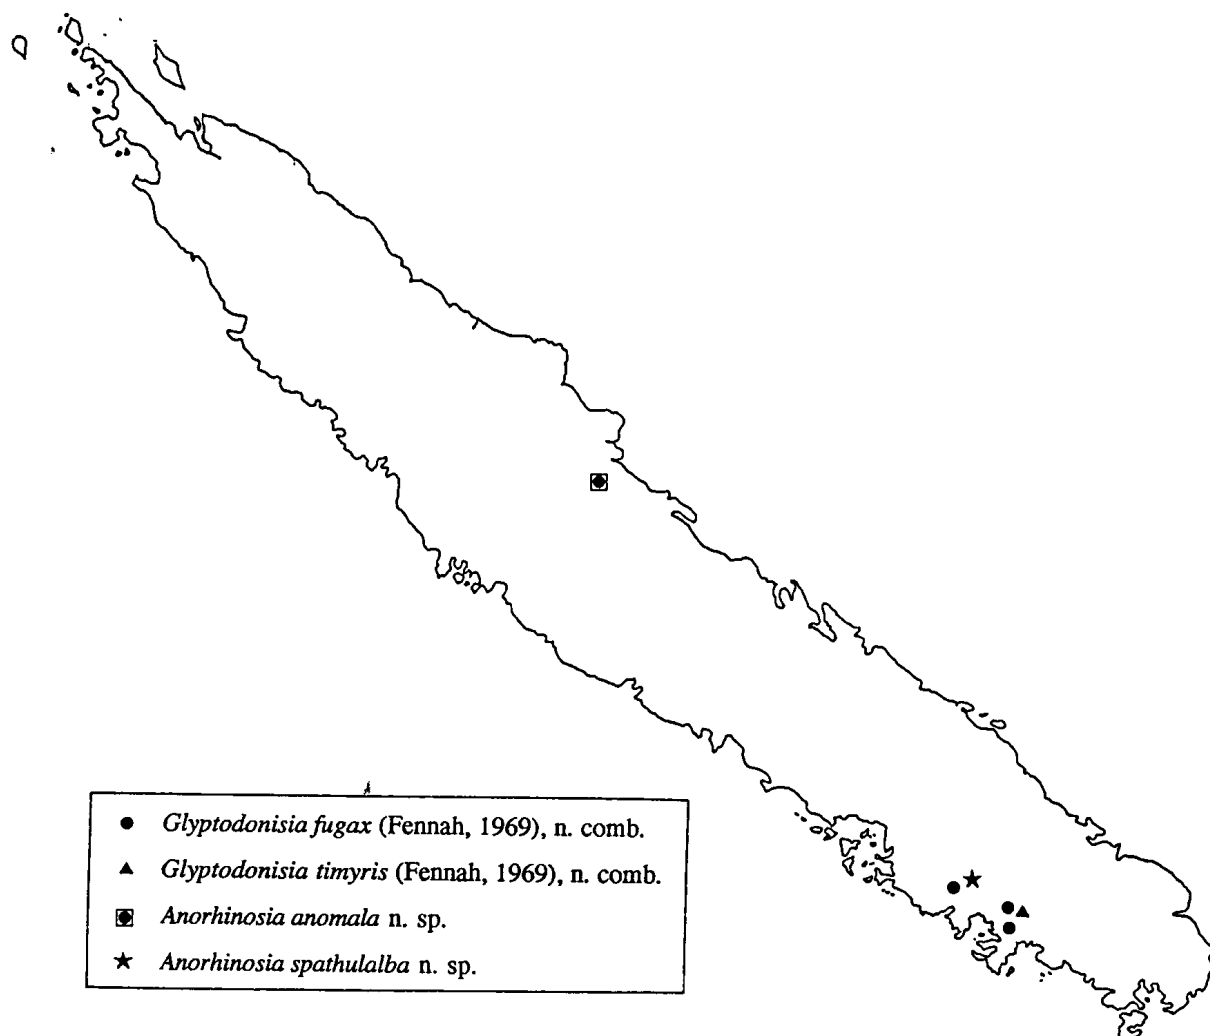 Glyptodonisia fugax (Fennah, 1969), n. comb.
Glyptodonisia timyris (Fennah, 1969), n. comb.
Anorhinosia anomala n. sp.
Anorhinosia spathulalba n. sp.